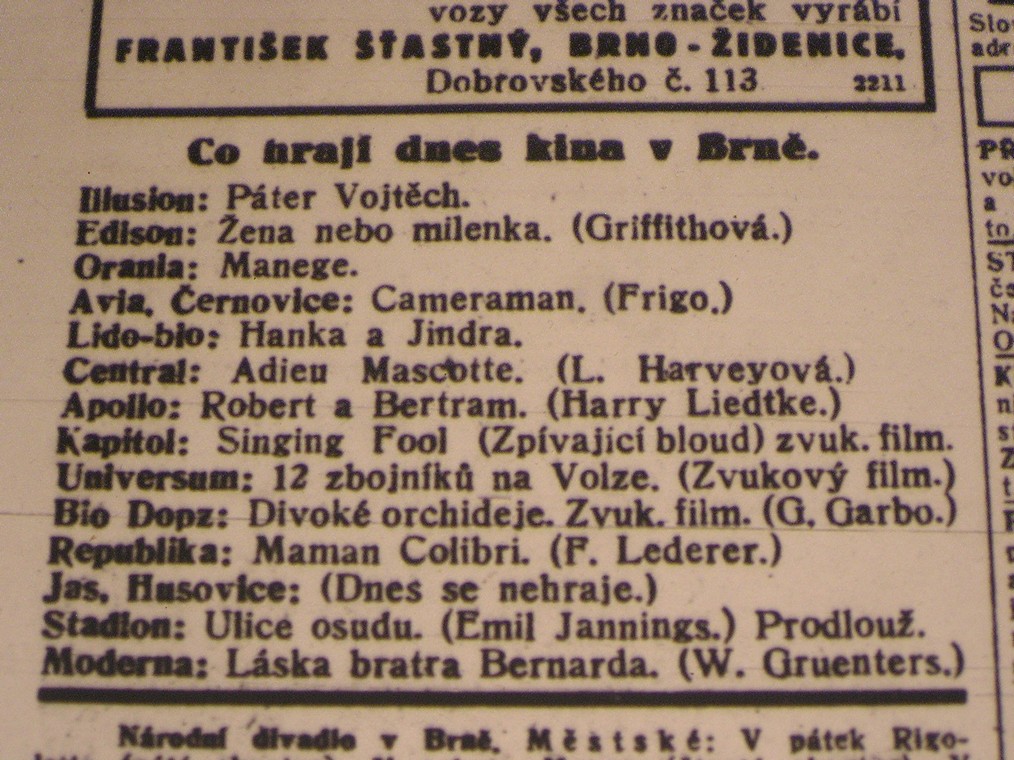 vozy všech značek vyrábí
FRANTIŠEK ŠŤASTNÝ, BRNO-ŽIDENICE,
Dobrovského č. 113 2211
Co hrají dnes kina v Brně.
Illusion: Páter Vojtěch.
Edison: Žena nebo milenka. (Griffithová.)
Orania: Manege.
Avia, Černovice: Cameraman. (Frigo.)
Lido-bio: Hanka a Jindra.
Central: Adieu Mascotte. (L. Harveyová.)
Apollo: Robert a Bertram. (Harry Liedtke.)
Kapitol: Singing Fool (Zpívající bloud) zvuk. film.
Universum: 12 zbojníků na Volze. (Zvukový film.)
Bio Dopz: Divoké orchideje. Zvuk. film. (G. Garbo.)
Republika: Maman Colibri. (F. Lederer.)
Jas, Husovice: (Dnes se nehraje.)
Stadion: Ulice osudu. (Emil Jannings.) Prodlouž.
Moderna: Láska bratra Bernarda. (W. Gruenters.)
Národní divadlo v Brně. Městské: V pátek Rigo-